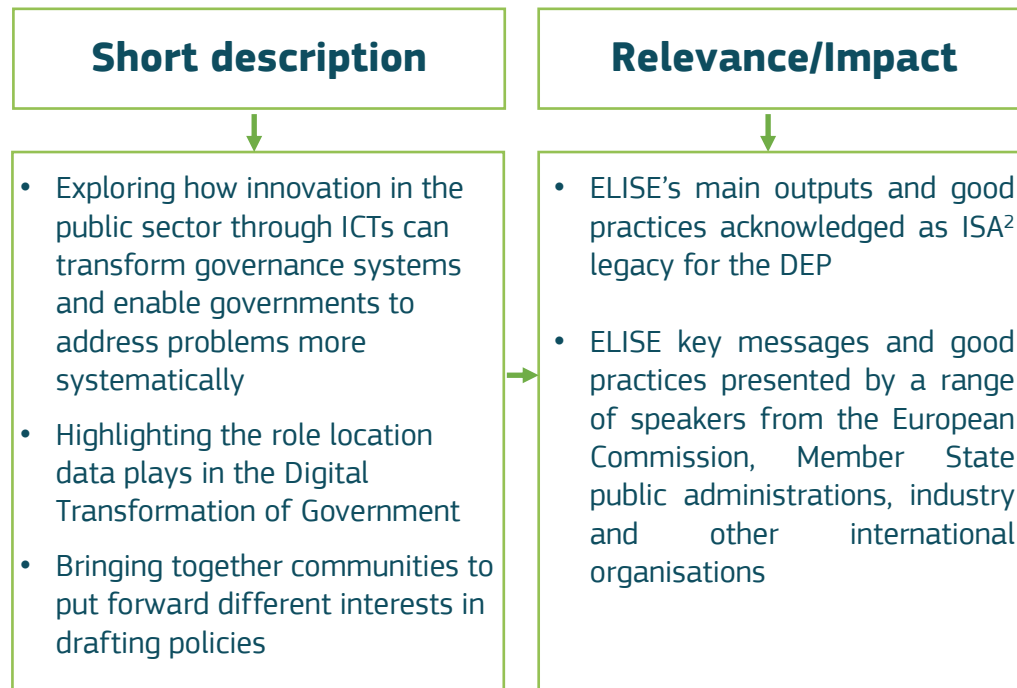 Short description
• Exploring how innovation in the
public sector through ICTs can
transform governance systems
and enable governments to
address problems more
systematically
• Highlighting the role location
data plays in the Digital
Transformation of Government
• Bringing together communities to
put forward different interests in
drafting policies
Relevance/Impact
• ELISE’s main outputs and good
practices acknowledged as ISA²
legacy for the DEP
• ELISE key messages and good
practices presented by a range
of speakers from the European
Commission, Member State
public administrations, industry
and other international
organisations